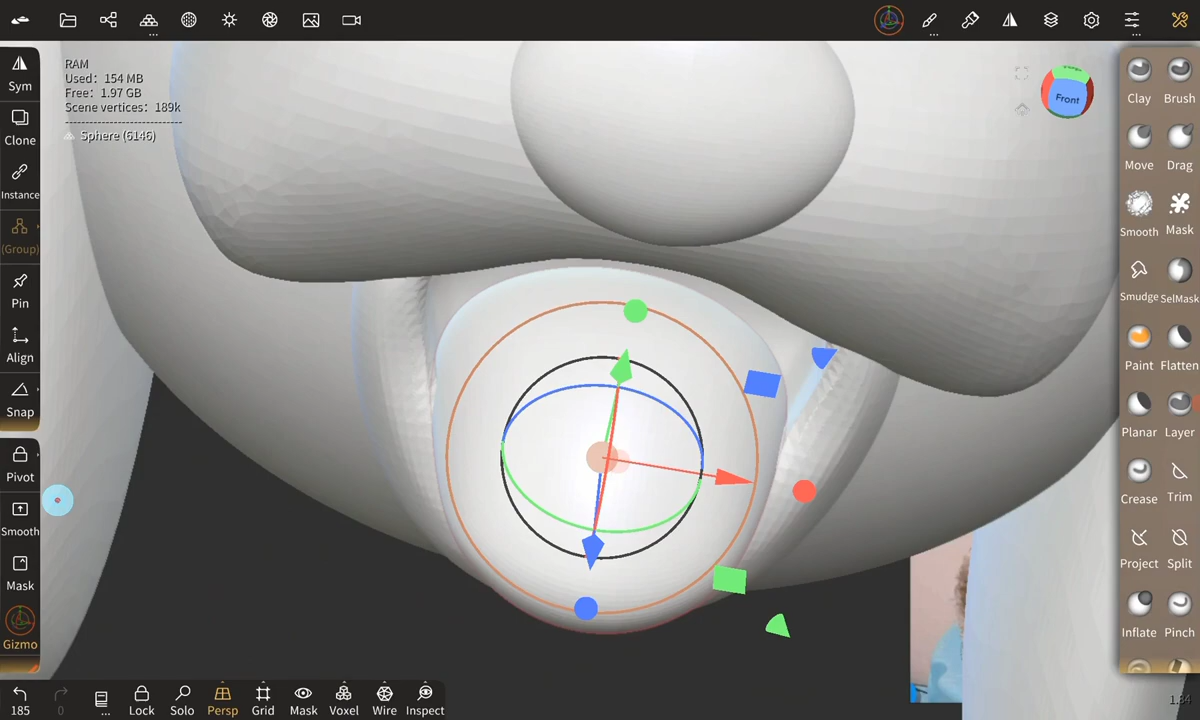 RAM
Used: 154 MB
Free: 1.97 GB
Scene vertices: 189k
Sphere (6146)
Front
Sym
Clone
Instance
(Group)
Pin
Align
Snap
Pivot
Smooth
Mask
Gizmo
Clay Brush
Move Drag
Smooth Mask
Smudge SelMask
Paint Flatten
Planar Layer
Crease Trim
Project Split
Inflate Pinch
185 0 ... Lock Solo Persp Grid Mask Voxel Wire Inspect